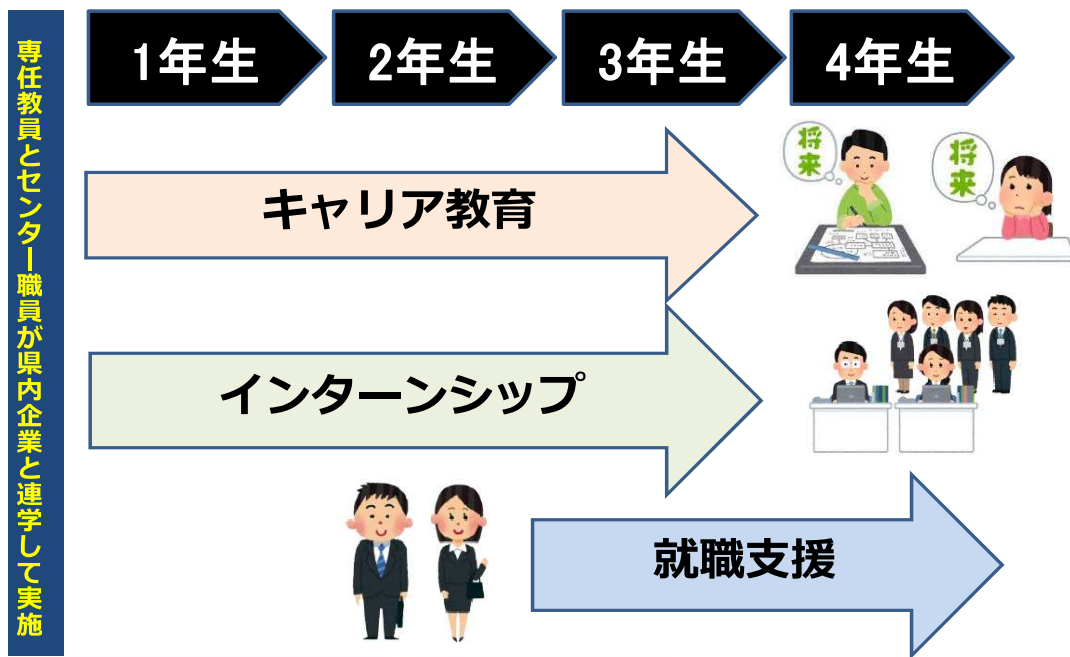 専任教員とセンター職員が県内企業と連学して実施
1年生
2年生
3年生
4年生
キャリア教育
将来
将来
インターンシップ
就職支援